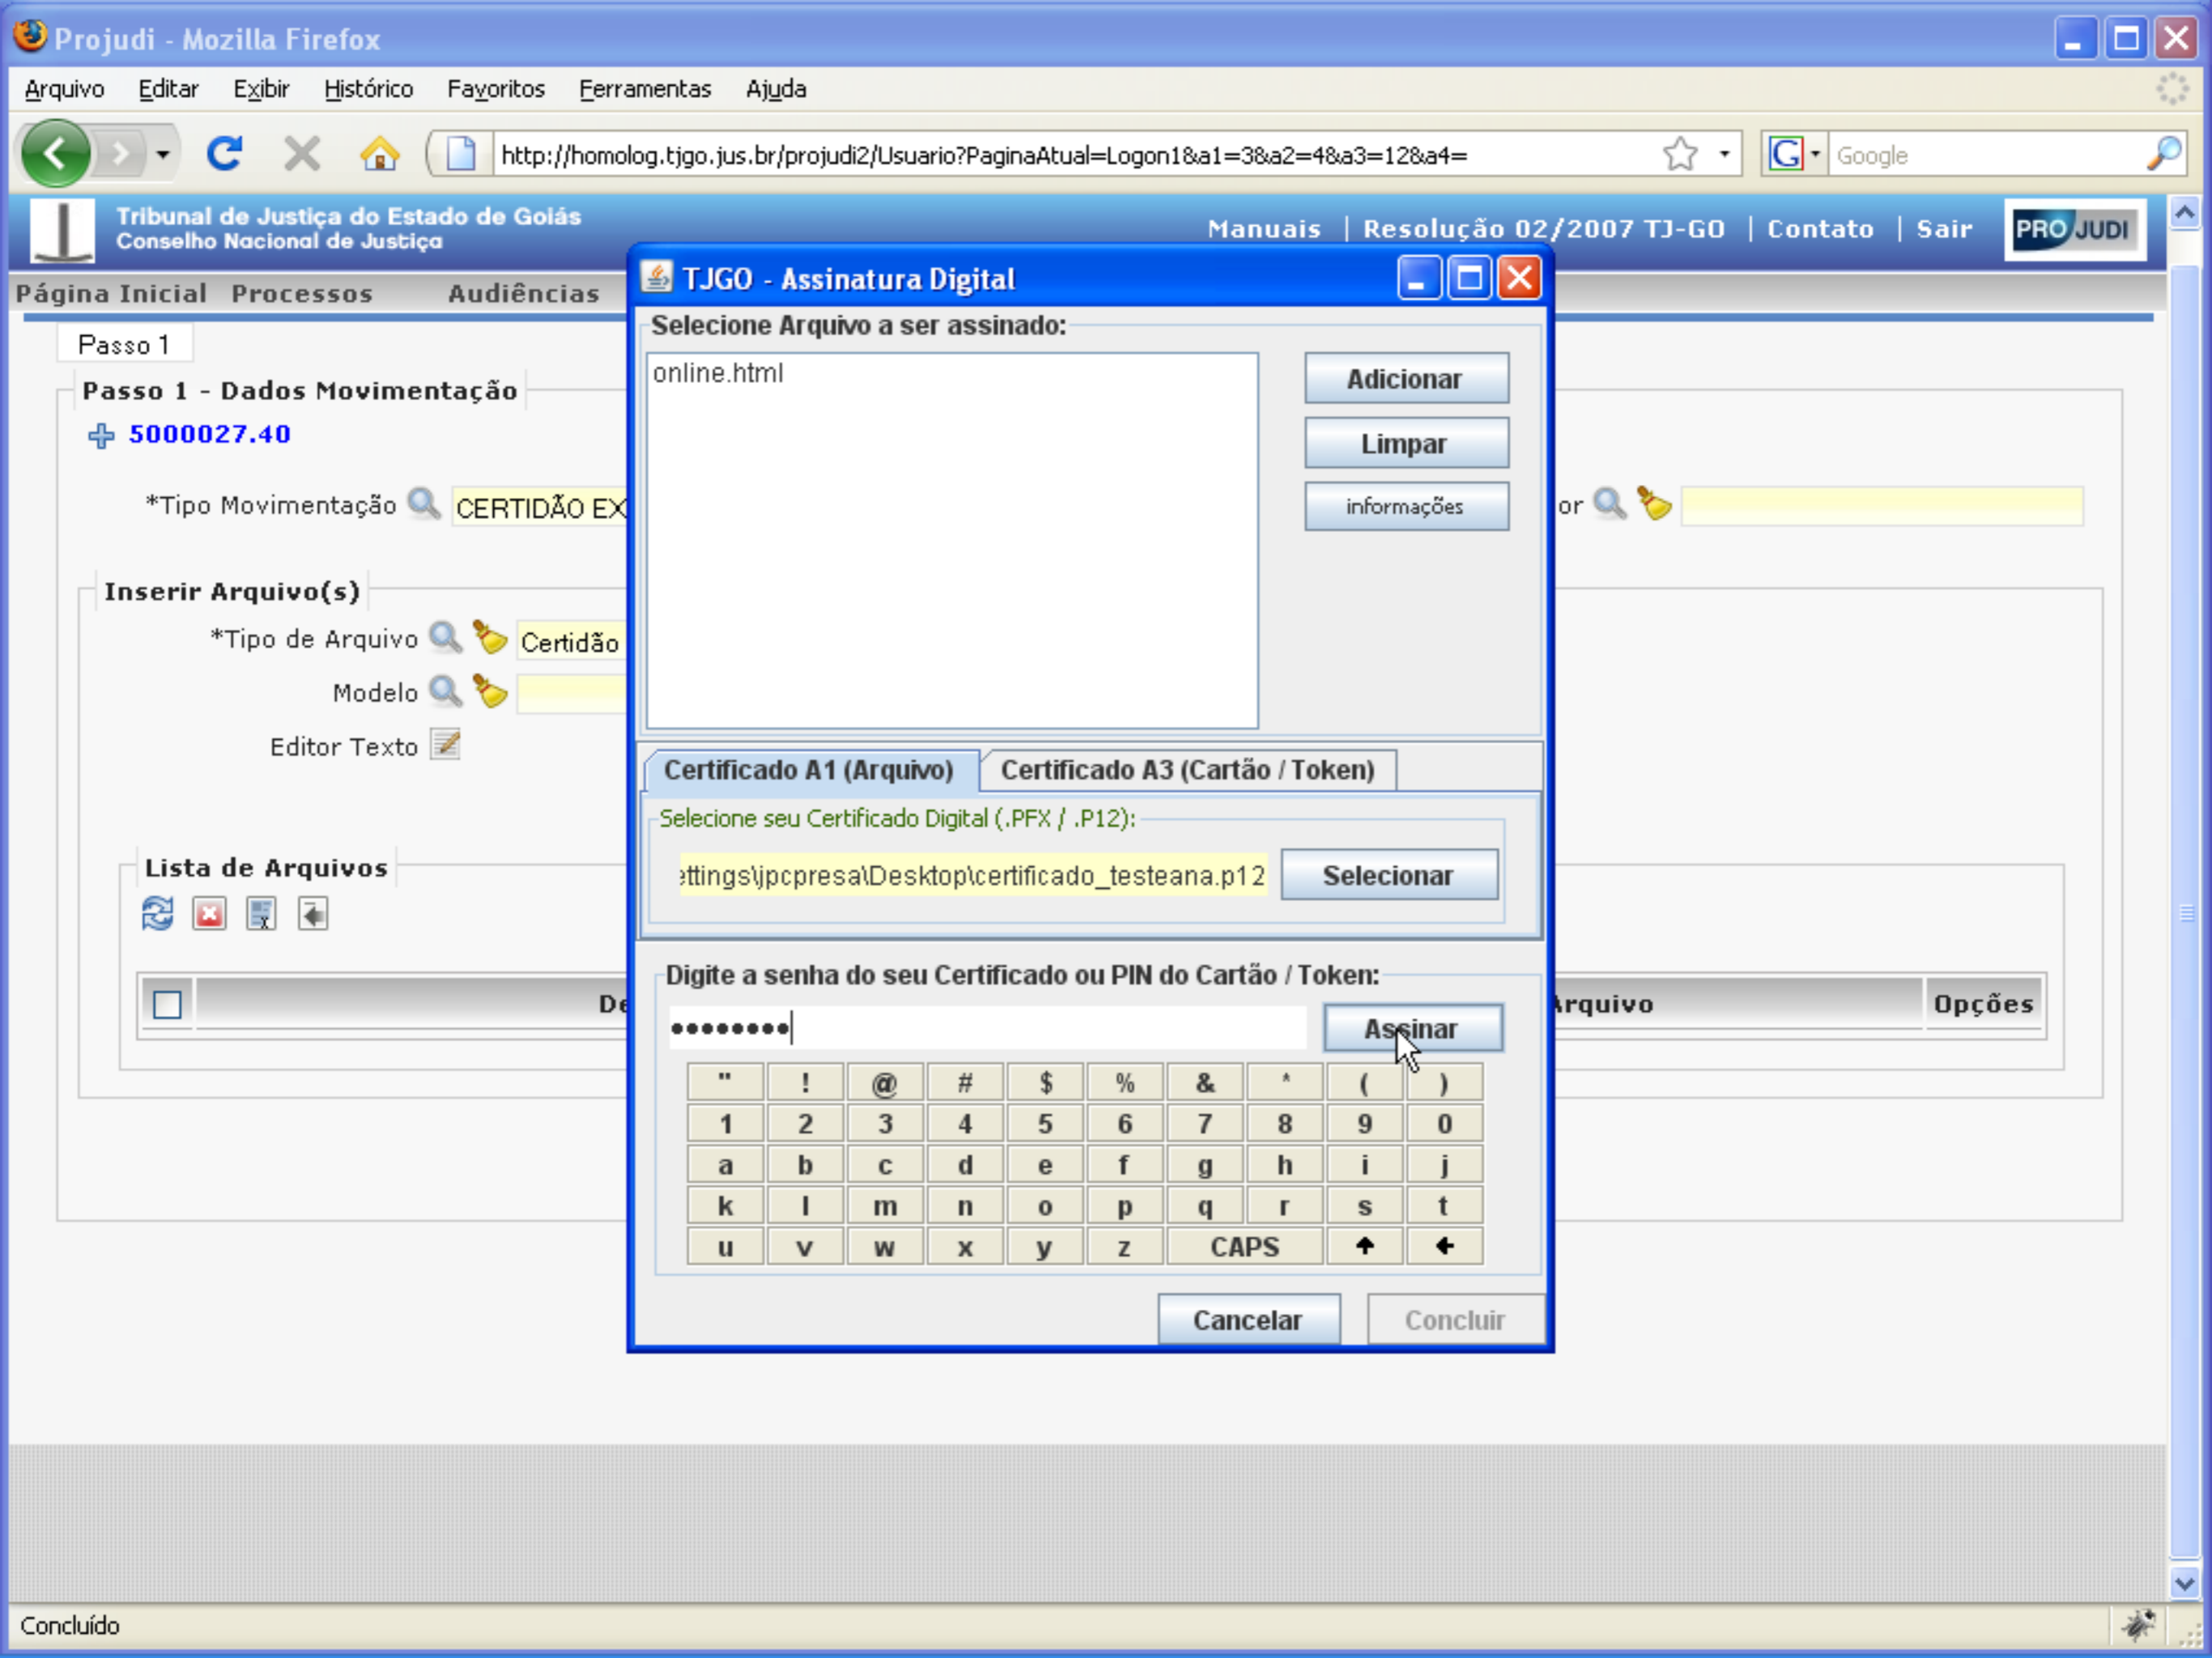 Projudi - Mozilla Firefox
Arquivo Editar Exibir Histórico Favoritos Ferramentas Ajuda
http://homolog.tjgo.jus.br/projudi2/Usuario?PaginaAtual=Logon1&a1=3&a2=4&a3=12&a4=
G Google
Tribunal de Justiça do Estado de Goiás
Conselho Nacional de Justiça
Manuais | Resolução 02/2007 TJ-GO | Contato | Sair
PROJUDI
Página Inicial Processos Audiências
Passo 1
Passo 1 - Dados Movimentação
5000027.40
*Tipo Movimentação CERTIDÃO EX
or
Inserir Arquivo(s)
*Tipo de Arquivo Certidão
Modelo
Editor Texto
Lista de Arquivos
De
Arquivo Opções
TJGO - Assinatura Digital
Selecione Arquivo a ser assinado:
online.html
Adicionar
Limpar
informações
Certificado A1 (Arquivo) Certificado A3 (Cartão / Token)
Selecione seu Certificado Digital (.PFX / .P12):
ettings\jpcpresa\Desktop\certificado_testeana.p12 Selecionar
Digite a senha do seu Certificado ou PIN do Cartão / Token:
•••••••• Assinar
" ! @ # $ % & * ( )
1 2 3 4 5 6 7 8 9 0
a b c d e f g h i j
k l m n o p q r s t
u v w x y z CAPS
Cancelar Concluir
Concluído